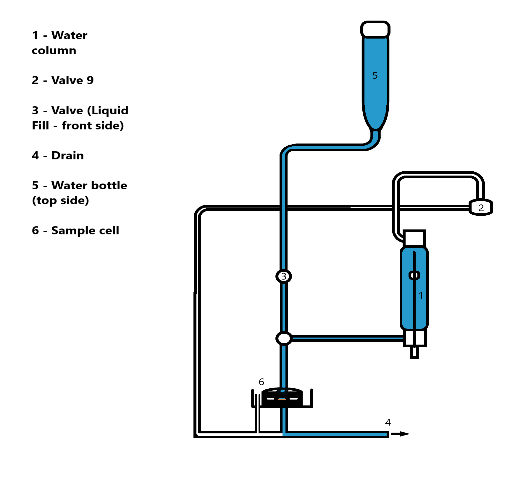 1 - Water
column
2 - Valve 9
3 - Valve (Liquid
Fill - front side)
4 - Drain
5 - Water bottle
(top side)
6 - Sample cell
5
2
3
1
6
4